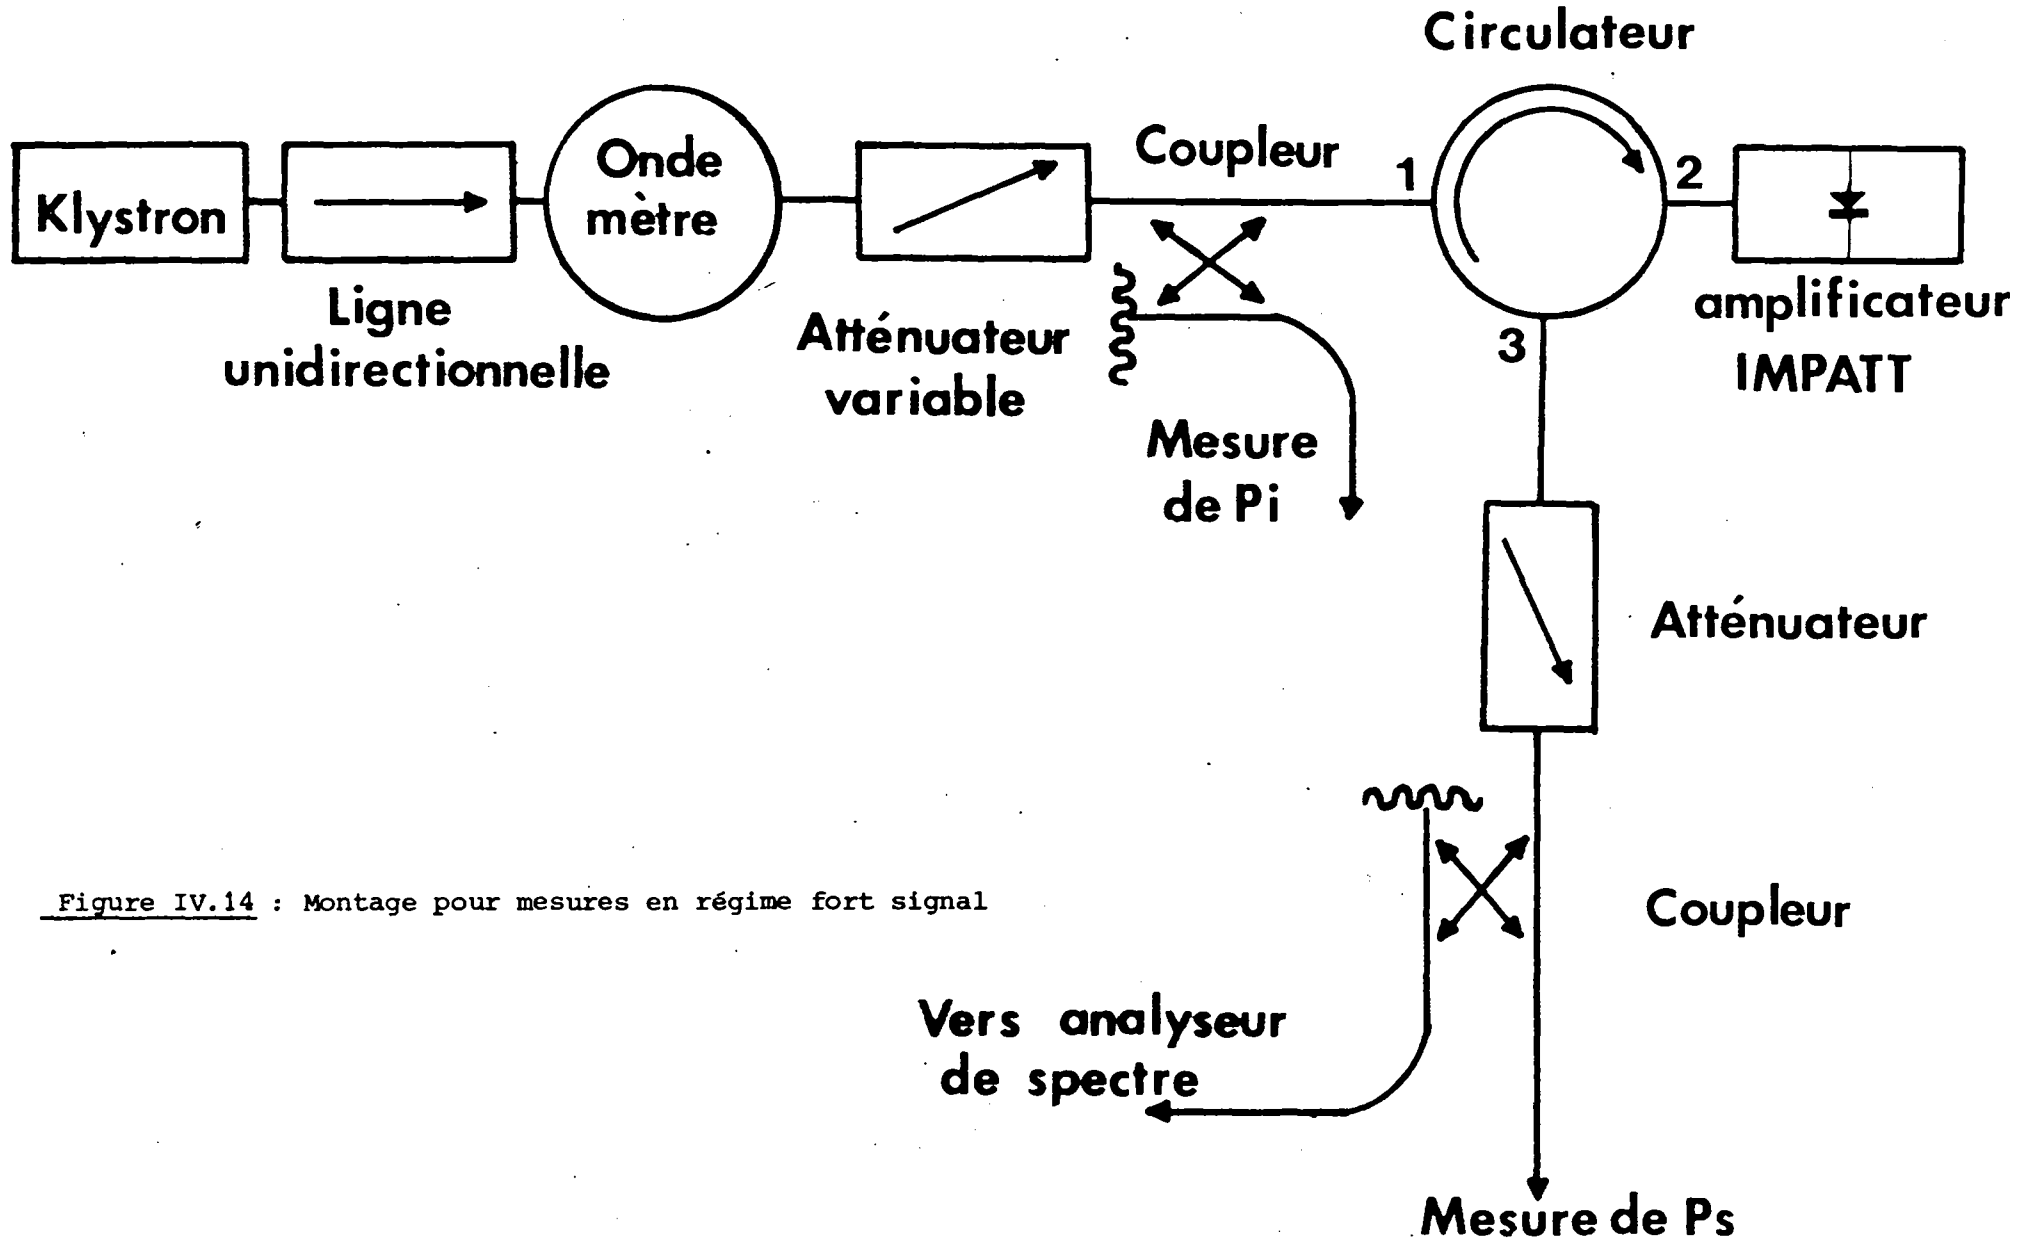 Circulateur
Klystron
Onde
mètre
Coupleur
1
2
Ligne
unidirectionnelle
Atténuateur
variable
3
amplificateur
IMPATT
Mesure
de Pi
Atténuateur
Figure IV.14 : Montage pour mesures en régime fort signal
Coupleur
Vers analyseur
de spectre
Mesure de Ps